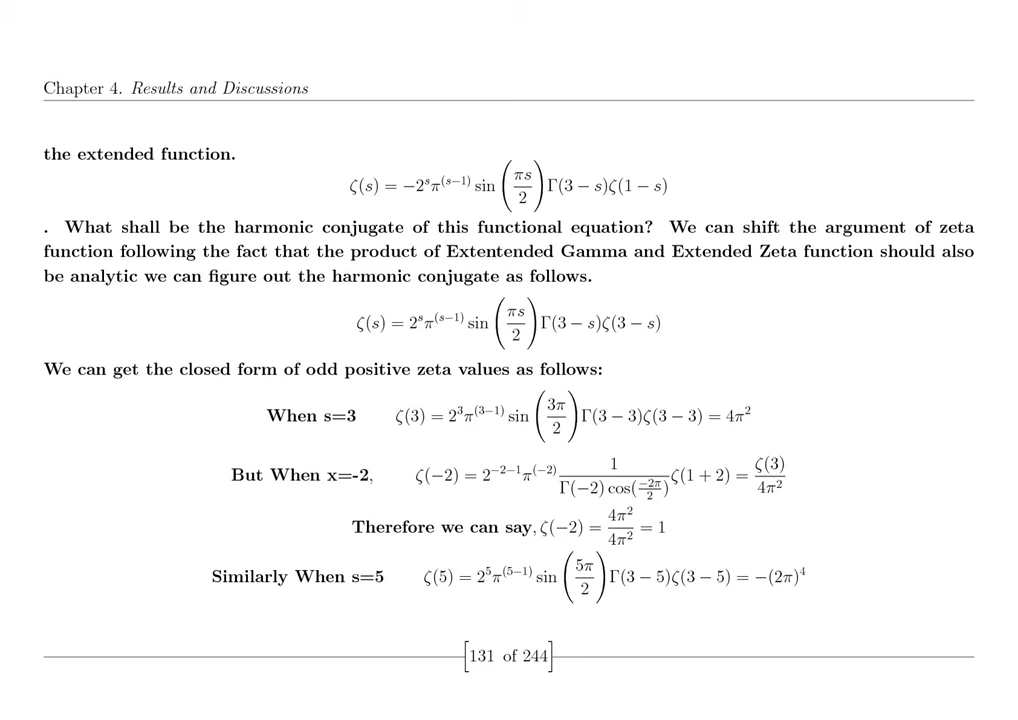 Chapter 4. Results and Discussions
the extended function.
ζ(s) = −2^s π^(s−1) sin(πs/2) Γ(3 − s)ζ(1 − s)
. What shall be the harmonic conjugate of this functional equation? We can shift the argument of zeta
function following the fact that the product of Extentended Gamma and Extended Zeta function should also
be analytic we can figure out the harmonic conjugate as follows.
ζ(s) = 2^s π^(s−1) sin(πs/2) Γ(3 − s)ζ(3 − s)
We can get the closed form of odd positive zeta values as follows:
When s=3 ζ(3) = 2^3 π^(3−1) sin(3π/2) Γ(3 − 3)ζ(3 − 3) = 4π^2
But When x=-2, ζ(−2) = 2^−2−1 π^(−2) 1/(Γ(−2) cos(−2π/2)) ζ(1 + 2) = ζ(3)/4π^2
Therefore we can say, ζ(−2) = 4π^2/4π^2 = 1
Similarly When s=5 ζ(5) = 2^5 π^(5−1) sin(5π/2) Γ(3 − 5)ζ(3 − 5) = −(2π)^4
[131 of 244]